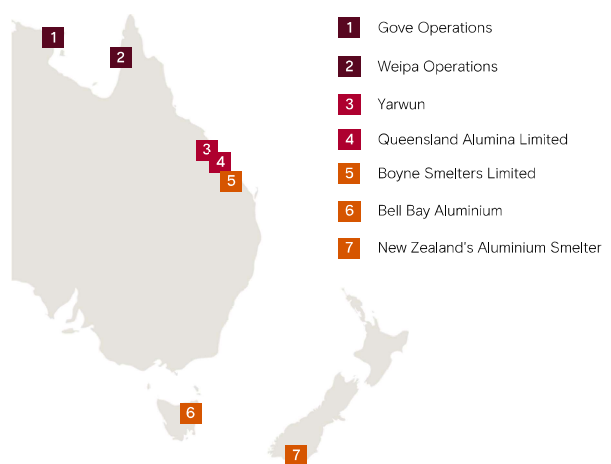 1 Gove Operations
2 Weipa Operations
3 Yarwun
4 Queensland Alumina Limited
5 Boyne Smelters Limited
6 Bell Bay Aluminium
7 New Zealand's Aluminium Smelter
1
2
3
4
5
6
7